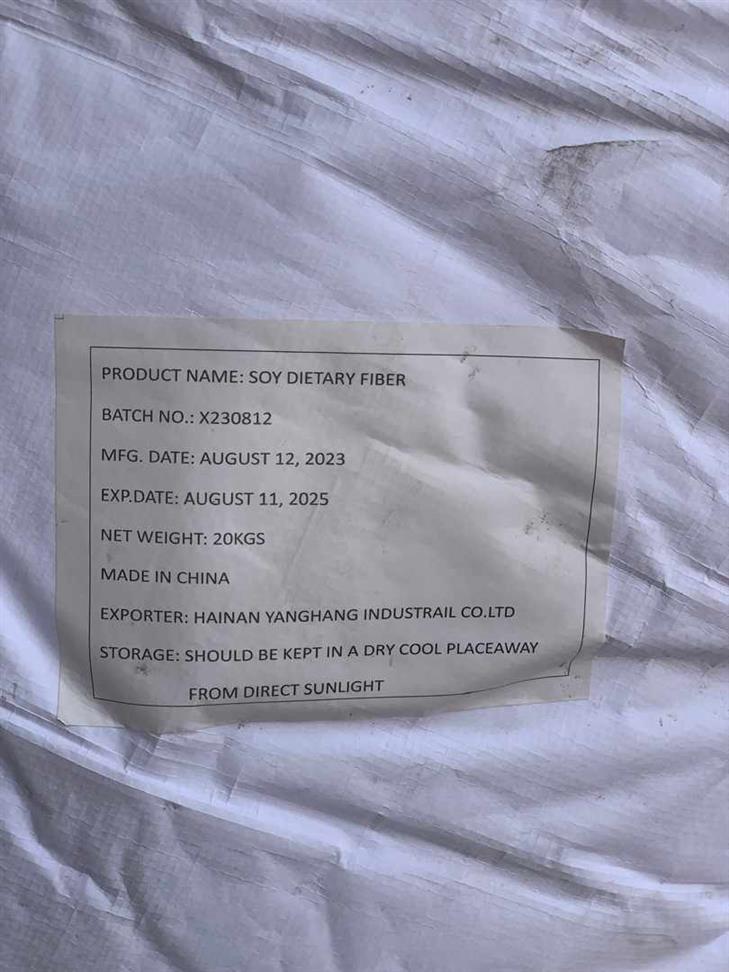 PRODUCT NAME: SOY DIETARY FIBER
BATCH NO.: X230812
MFG. DATE: AUGUST 12, 2023
EXP.DATE: AUGUST 11, 2025
NET WEIGHT: 20KGS
MADE IN CHINA
EXPORTER: HAINAN YANGHANG INDUSTRAIL CO.LTD
STORAGE: SHOULD BE KEPT IN A DRY COOL PLACEAWAY
FROM DIRECT SUNLIGHT